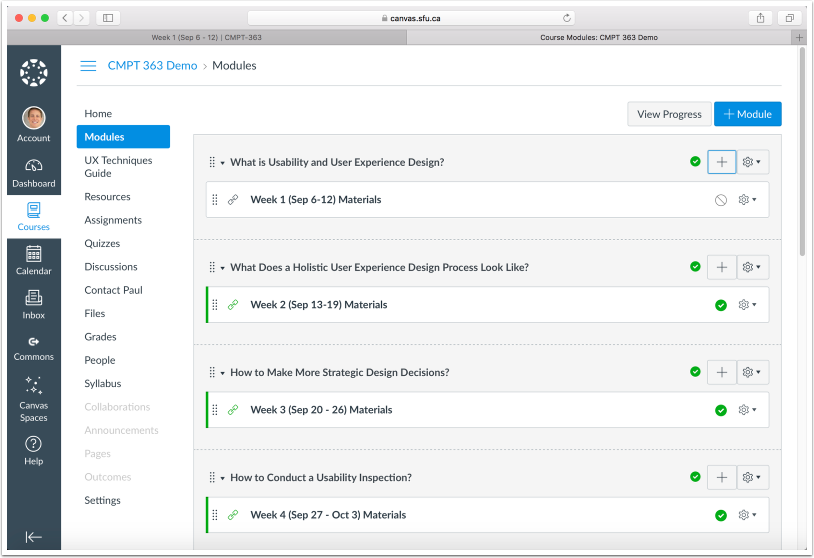 canvas.sfu.ca
Week 1 (Sep 6 - 12) | CMPT-363
Course Modules: CMPT 363 Demo
CMPT 363 Demo › Modules
Account
Dashboard
Courses
Calendar
Inbox
Commons
Canvas
Spaces
Help
Home
Modules
UX Techniques
Guide
Resources
Assignments
Quizzes
Discussions
Contact Paul
Files
Grades
People
Syllabus
Collaborations
Announcements
Pages
Outcomes
Settings
View Progress
+ Module
What is Usability and User Experience Design?
Week 1 (Sep 6-12) Materials
What Does a Holistic User Experience Design Process Look Like?
Week 2 (Sep 13-19) Materials
How to Make More Strategic Design Decisions?
Week 3 (Sep 20 - 26) Materials
How to Conduct a Usability Inspection?
Week 4 (Sep 27 - Oct 3) Materials